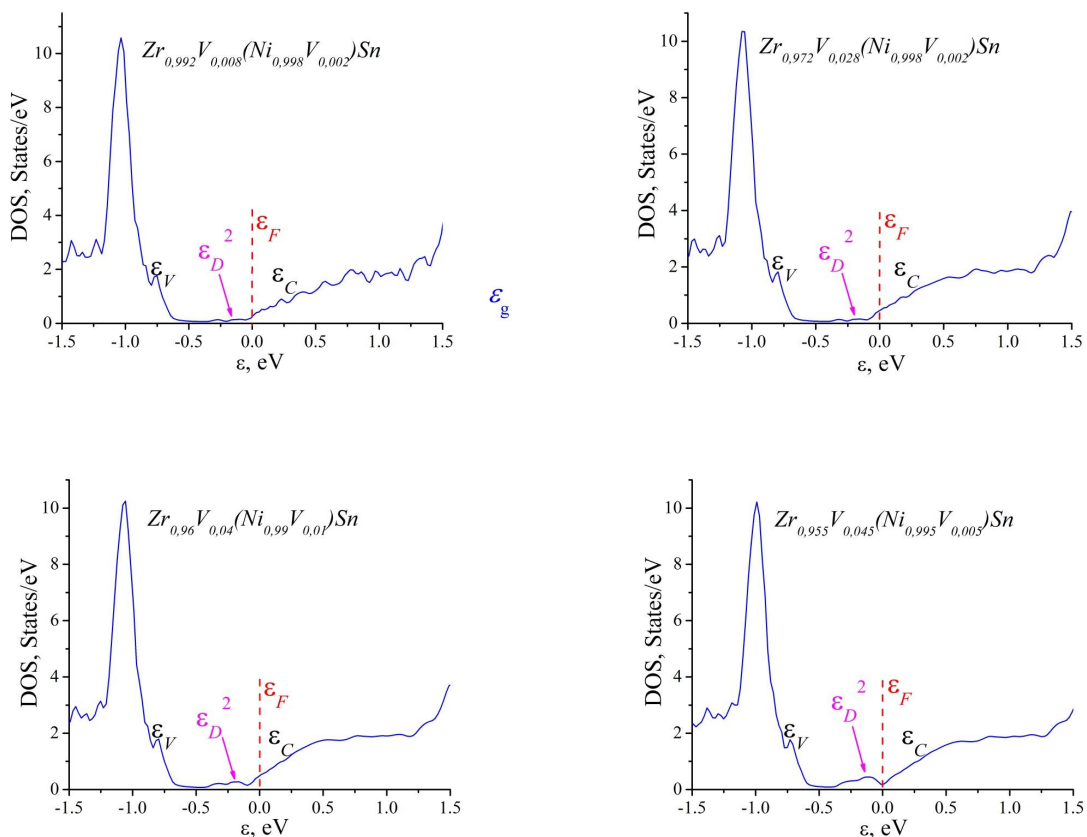 Zr0,992V0,008(Ni0,998V0,002)Sn
DOS, States/eV
10
8
6
4
2
0
εF
εD2
εV
εC
-1.5 -1.0 -0.5 0.0 0.5 1.0 1.5
ε, eV
εg
Zr0,972V0,028(Ni0,998V0,002)Sn
DOS, States/eV
10
8
6
4
2
0
εF
εD2
εV
εC
-1.5 -1.0 -0.5 0.0 0.5 1.0 1.5
ε, eV
Zr0,96V0,04(Ni0,99V0,01)Sn
DOS, States/eV
10
8
6
4
2
0
εF
εD2
εV
εC
-1.5 -1.0 -0.5 0.0 0.5 1.0 1.5
ε, eV
Zr0,955V0,045(Ni0,995V0,005)Sn
DOS, States/eV
10
8
6
4
2
0
εF
εD2
εV
εC
-1.5 -1.0 -0.5 0.0 0.5 1.0 1.5
ε, eV